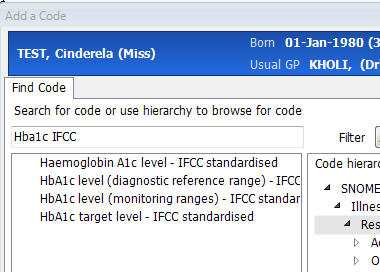 Add a Code
TEST, Cinderela (Miss)
Born 01-Jan-1980 (3
Usual GP KHOLI, (Dr
Find Code
Search for code or use hierarchy to browse for code
Hba1c IFCC
Filter
Haemoglobin A1c level - IFCC standardised
HbA1c level (diagnostic reference range) - IFCC
HbA1c level (monitoring ranges) - IFCC standar
HbA1c target level - IFCC standardised
Code hierar
SNOME
Illnes
Res
Ac
O